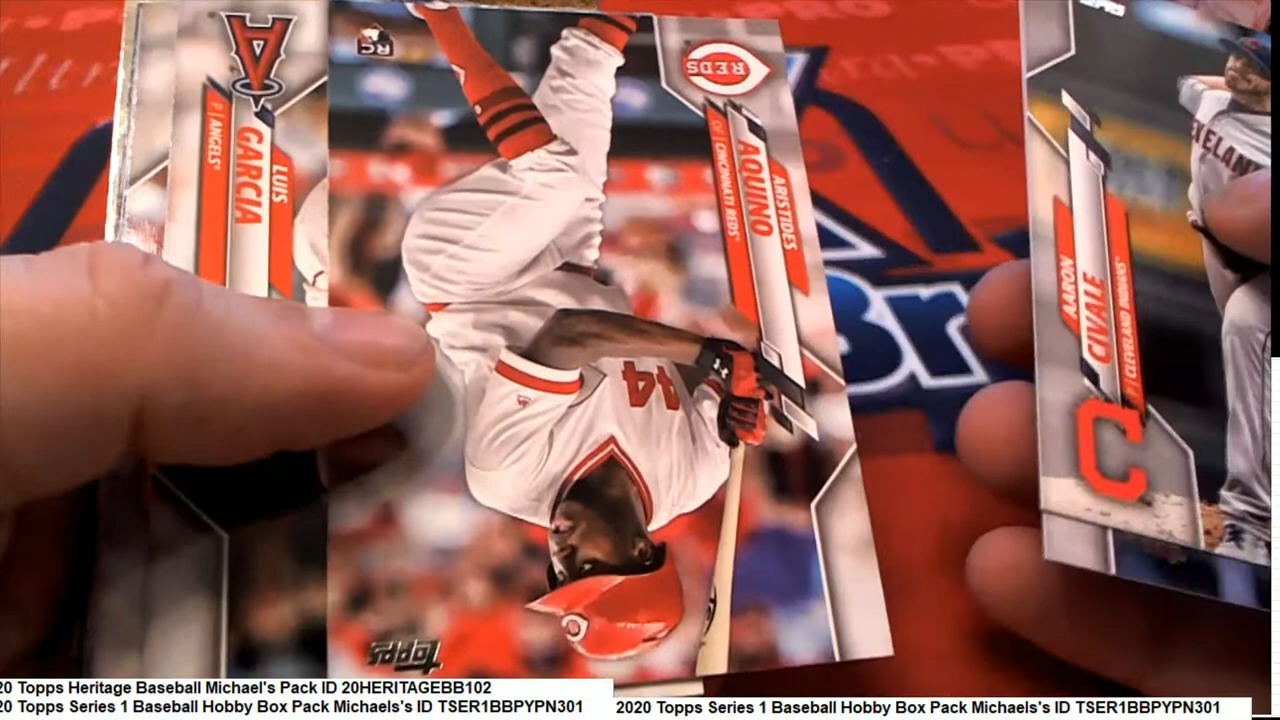 A
LUIS
GARCIA
P | ANGELS
RC
REDS
ARISTIDES
AQUINO
OF | CINCINNATI REDS
44
C
Topps
AARON
CIVALE
P | CLEVELAND INDIANS
C
Br
20 Topps Heritage Baseball Michael's Pack ID 20HERITAGEBB102
20 Topps Series 1 Baseball Hobby Box Pack Michaels's ID TSER1BBPYPN301
2020 Topps Series 1 Baseball Hobby Box Pack Michaels's ID TSER1BBPYPN301